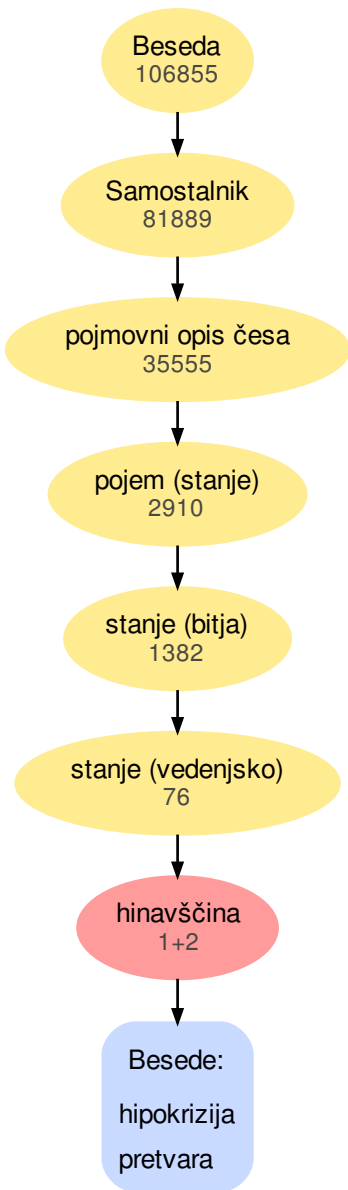 Beseda
106855
Samostalnik
81889
pojmovni opis česa
35555
pojem (stanje)
2910
stanje (bitja)
1382
stanje (vedenjsko)
76
hinavščina
1+2
Besede:
hipokrizija
pretvara